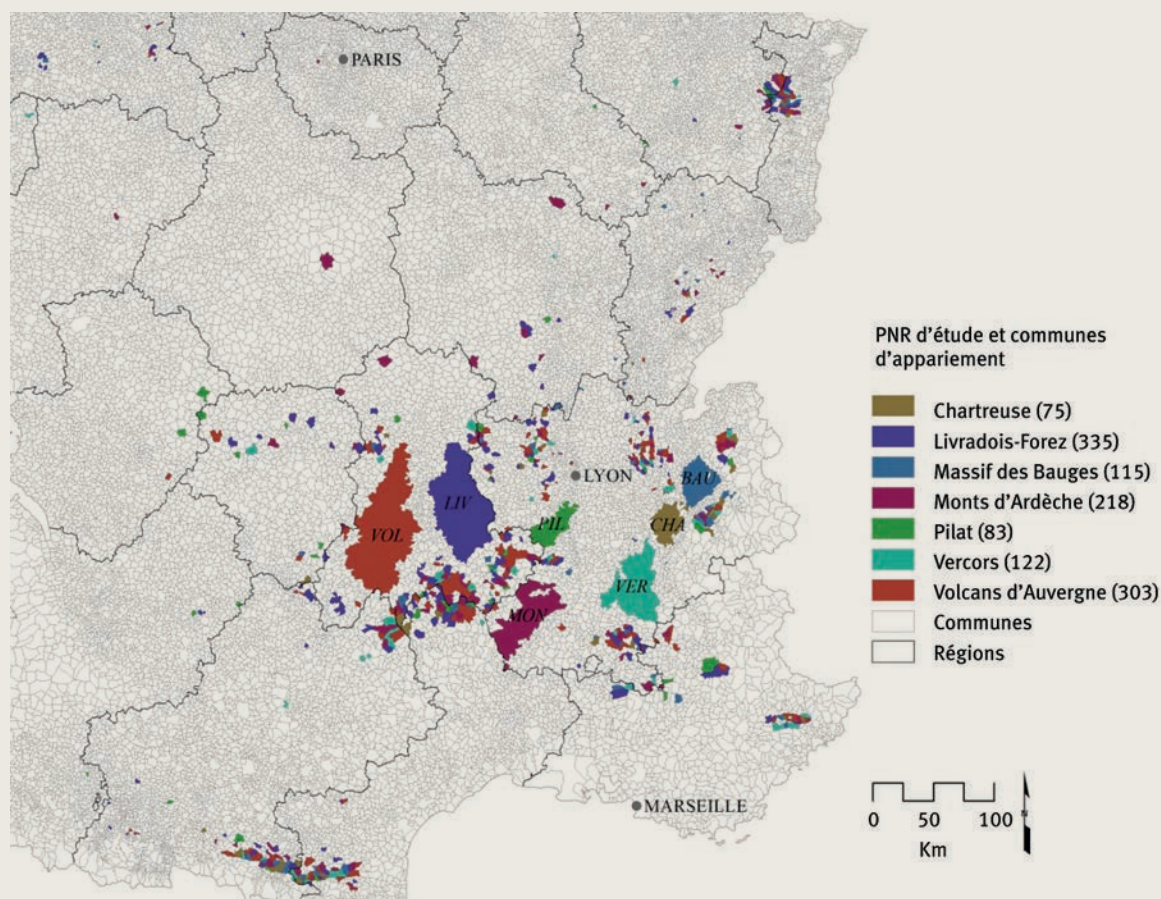 PARIS
LYON
BAU
LIV
VOL
PIL
CHA
VER
MON
MARSEILLE
PNR d'étude et communes
d'appariement
Chartreuse (75)
Livradois-Forez (335)
Massif des Bauges (115)
Monts d'Ardèche (218)
Pilat (83)
Vercors (122)
Volcans d'Auvergne (303)
Communes
Régions
0 50 100
Km
N